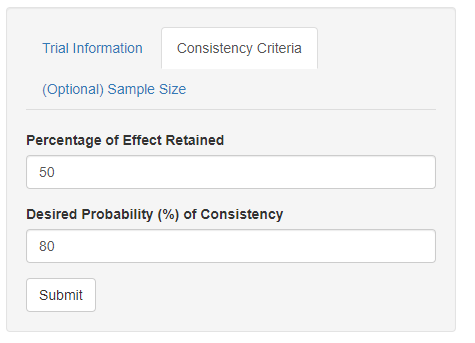 Trial Information
Consistency Criteria
(Optional) Sample Size
Percentage of Effect Retained
50
Desired Probability (%) of Consistency
80
Submit